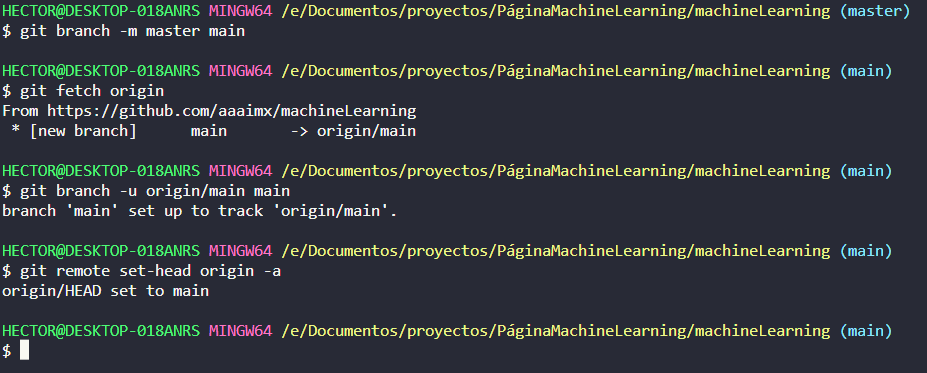 HECTOR@DESKTOP-018ANRS MINGW64 /e/Documentos/proyectos/PáginaMachineLearning/machineLearning (master)
$ git branch -m master main
HECTOR@DESKTOP-018ANRS MINGW64 /e/Documentos/proyectos/PáginaMachineLearning/machineLearning (main)
$ git fetch origin
From https://github.com/aaaimx/machineLearning
 * [new branch]      main       -> origin/main
HECTOR@DESKTOP-018ANRS MINGW64 /e/Documentos/proyectos/PáginaMachineLearning/machineLearning (main)
$ git branch -u origin/main main
branch 'main' set up to track 'origin/main'.
HECTOR@DESKTOP-018ANRS MINGW64 /e/Documentos/proyectos/PáginaMachineLearning/machineLearning (main)
$ git remote set-head origin -a
origin/HEAD set to main
HECTOR@DESKTOP-018ANRS MINGW64 /e/Documentos/proyectos/PáginaMachineLearning/machineLearning (main)
$